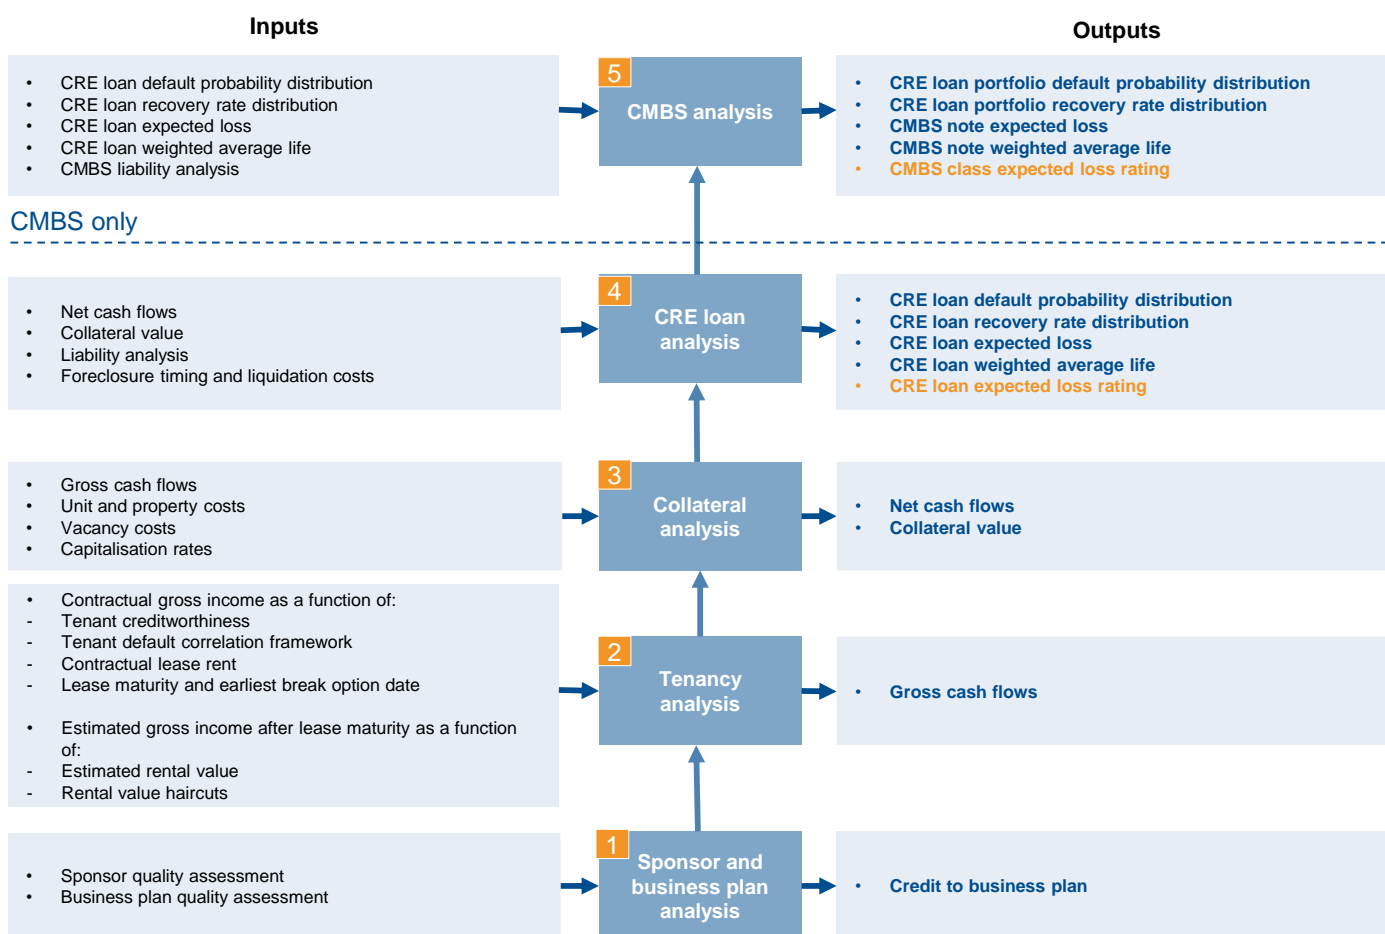 Inputs
Outputs
• CRE loan default probability distribution
• CRE loan recovery rate distribution
• CRE loan expected loss
• CRE loan weighted average life
• CMBS liability analysis
5
CMBS analysis
• CRE loan portfolio default probability distribution
• CRE loan portfolio recovery rate distribution
• CMBS note expected loss
• CMBS note weighted average life
• CMBS class expected loss rating
CMBS only
• Net cash flows
• Collateral value
• Liability analysis
• Foreclosure timing and liquidation costs
4
CRE loan
analysis
• CRE loan default probability distribution
• CRE loan recovery rate distribution
• CRE loan expected loss
• CRE loan weighted average life
• CRE loan expected loss rating
• Gross cash flows
• Unit and property costs
• Vacancy costs
• Capitalisation rates
3
Collateral
analysis
• Net cash flows
• Collateral value
• Contractual gross income as a function of:
- Tenant creditworthiness
- Tenant default correlation framework
- Contractual lease rent
- Lease maturity and earliest break option date
• Estimated gross income after lease maturity as a function
of:
- Estimated rental value
- Rental value haircuts
2
Tenancy
analysis
• Gross cash flows
• Sponsor quality assessment
• Business plan quality assessment
1
Sponsor and
business plan
analysis
• Credit to business plan